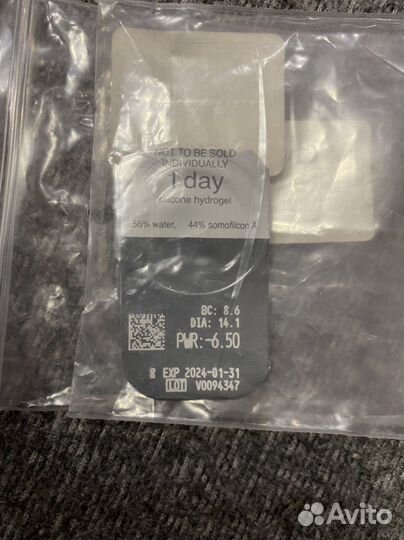 NOT TO BE SOLD
INDIVIDUALLY
1 day
silicone hydrogel
56% water, 44% somofilcon A
BC: 8.6
DIA: 14.1
PWR:-6.50
EXP 2024-01-31
LOT V0094347
Avito